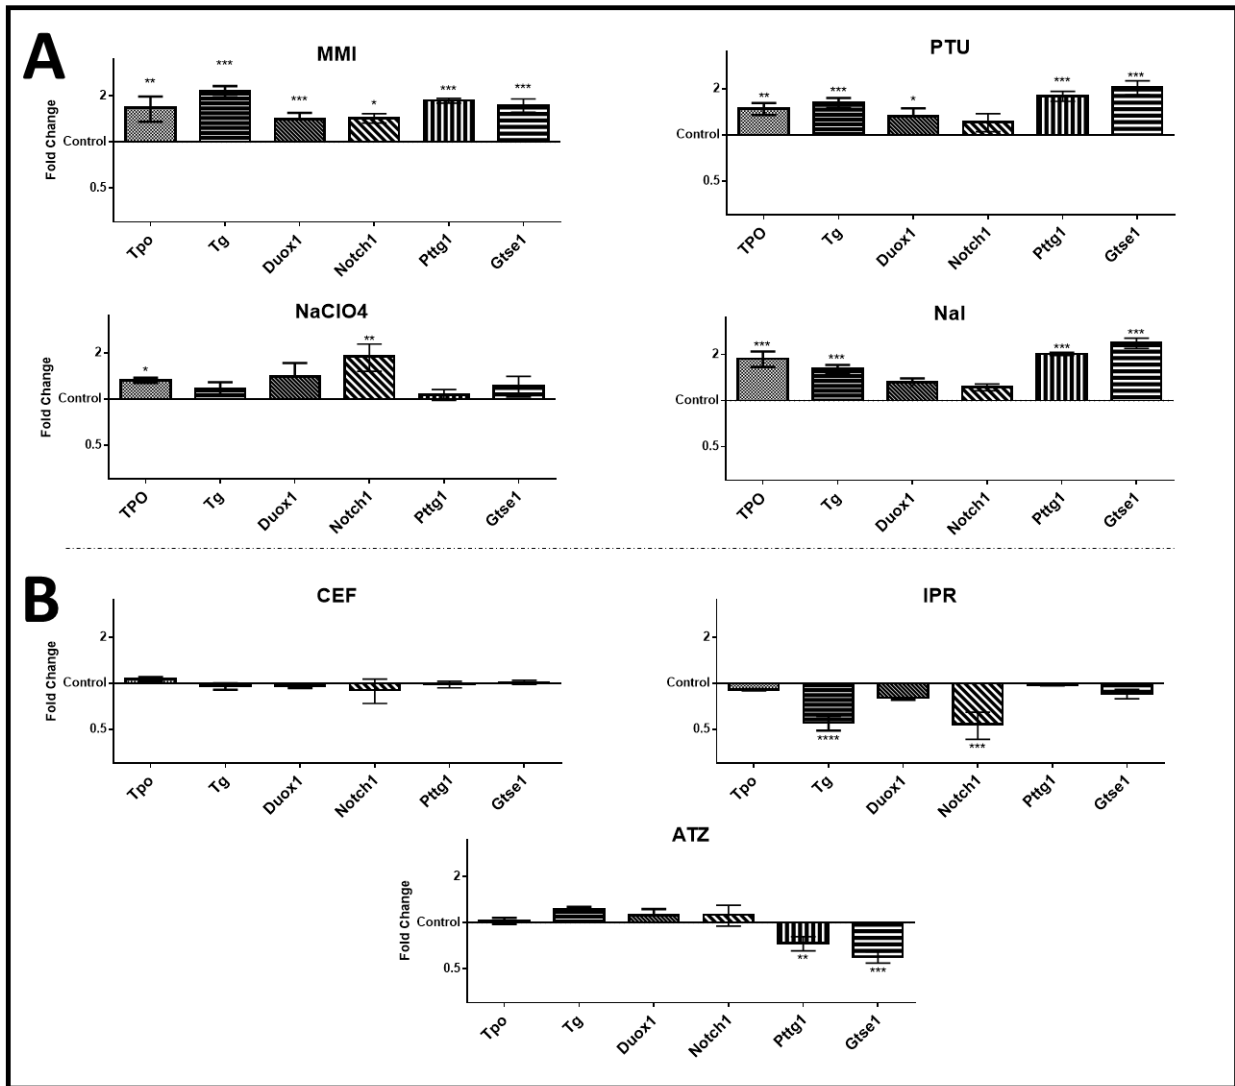 A
MMI
Fold Change
2
Control
0.5
** *** *** * *** ***
Tpo Tg Duox1 Notch1 Pttg1 Gtse1
PTU
2
Control
0.5
** *** * *** ***
TPO Tg Duox1 Notch1 Pttg1 Gtse1
NaClO4
Fold Change
2
Control
0.5
* **
TPO Tg Duox1 Notch1 Pttg1 Gtse1
NaI
2
Control
0.5
*** *** *** ***
TPO Tg Duox1 Notch1 Pttg1 Gtse1
B
CEF
Fold Change
2
Control
0.5
Tpo Tg Duox1 Notch1 Pttg1 Gtse1
IPR
2
Control
0.5
**** ***
Tpo Tg Duox1 Notch1 Pttg1 Gtse1
ATZ
Fold Change
2
Control
0.5
** ***
Tpo Tg Duox1 Notch1 Pttg1 Gtse1